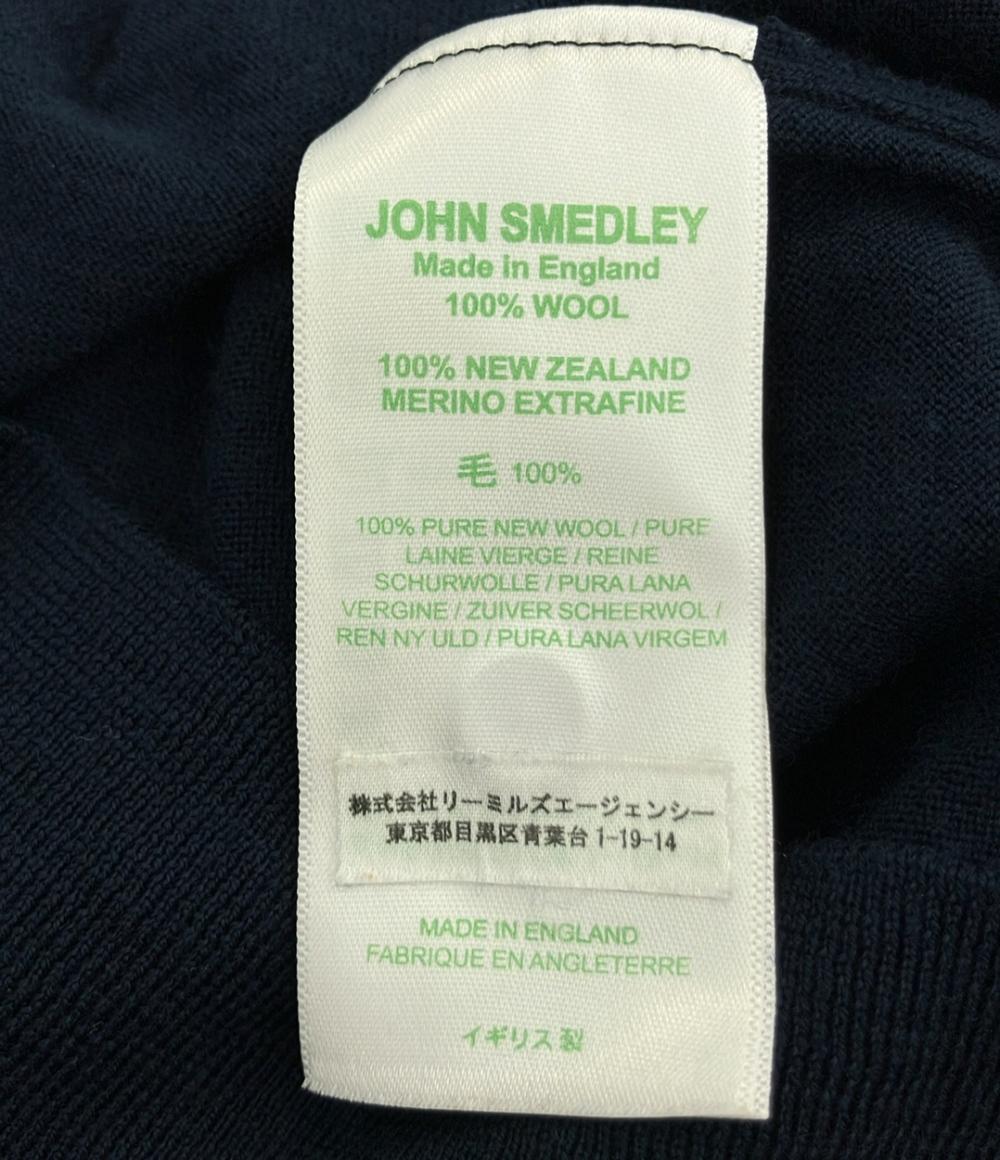 JOHN SMEDLEY
Made in England
100% WOOL
100% NEW ZEALAND
MERINO EXTRAFINE
毛 100%
100% PURE NEW WOOL / PURE
LAINE VIERGE / REINE
SCHURWOLLE / PURA LANA
VERGINE / ZUIVER SCHEERWOL /
REN NY ULD / PURA LANA VIRGEM
株式会社リーミルズエージェンシー
東京都目黒区青葉台 1-19-14
MADE IN ENGLAND
FABRIQUE EN ANGLETERRE
イギリス製